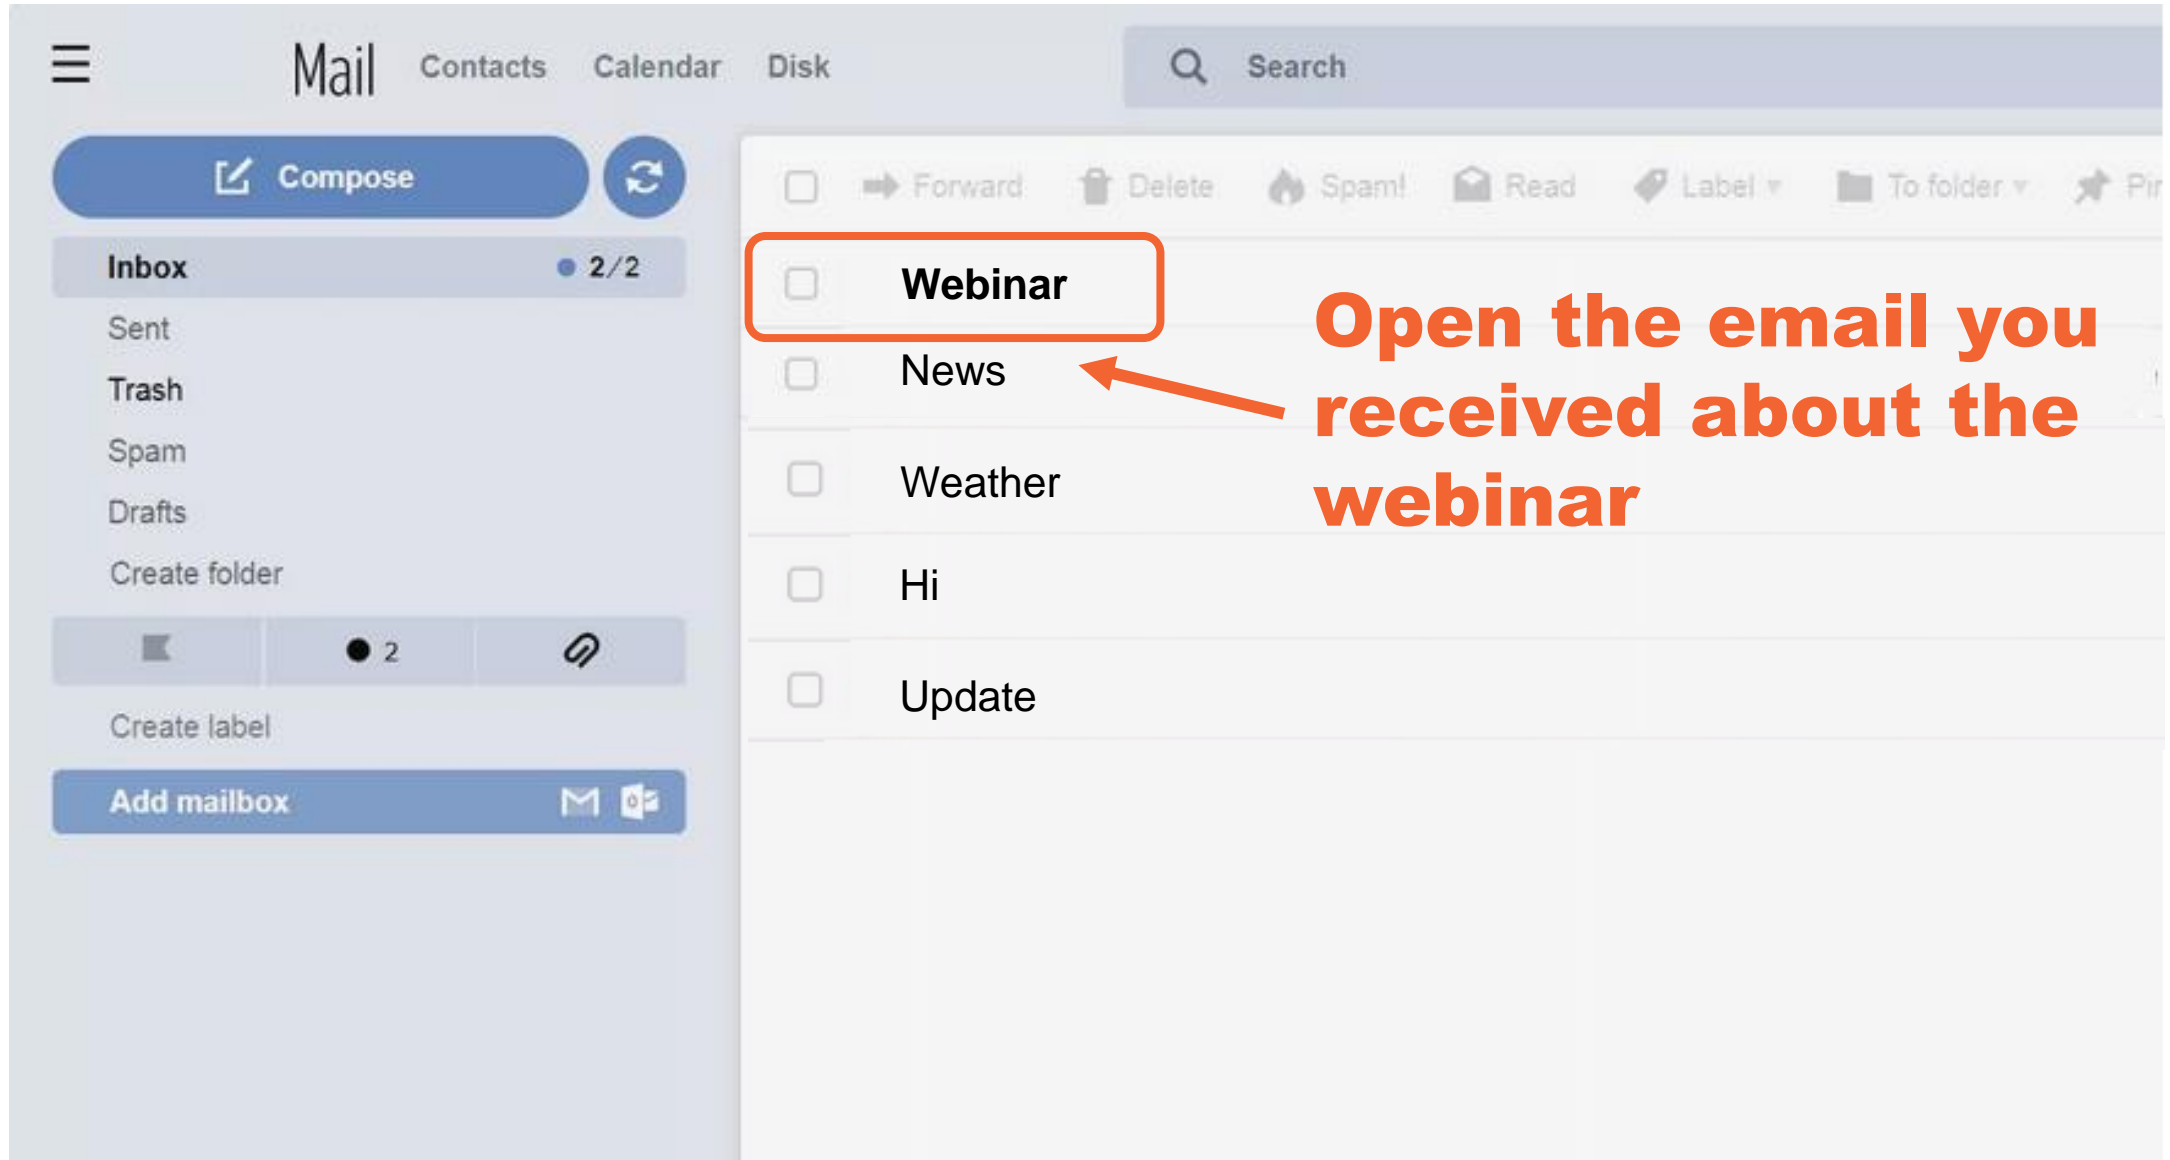 Mail Contacts Calendar Disk Search
Compose
Forward Delete Spam! Read Label To folder
Inbox 2/2
Sent
Trash
Spam
Drafts
Create folder
2
Create label
Add mailbox
Webinar
News
Weather
Hi
Update
Open the email you
received about the
webinar